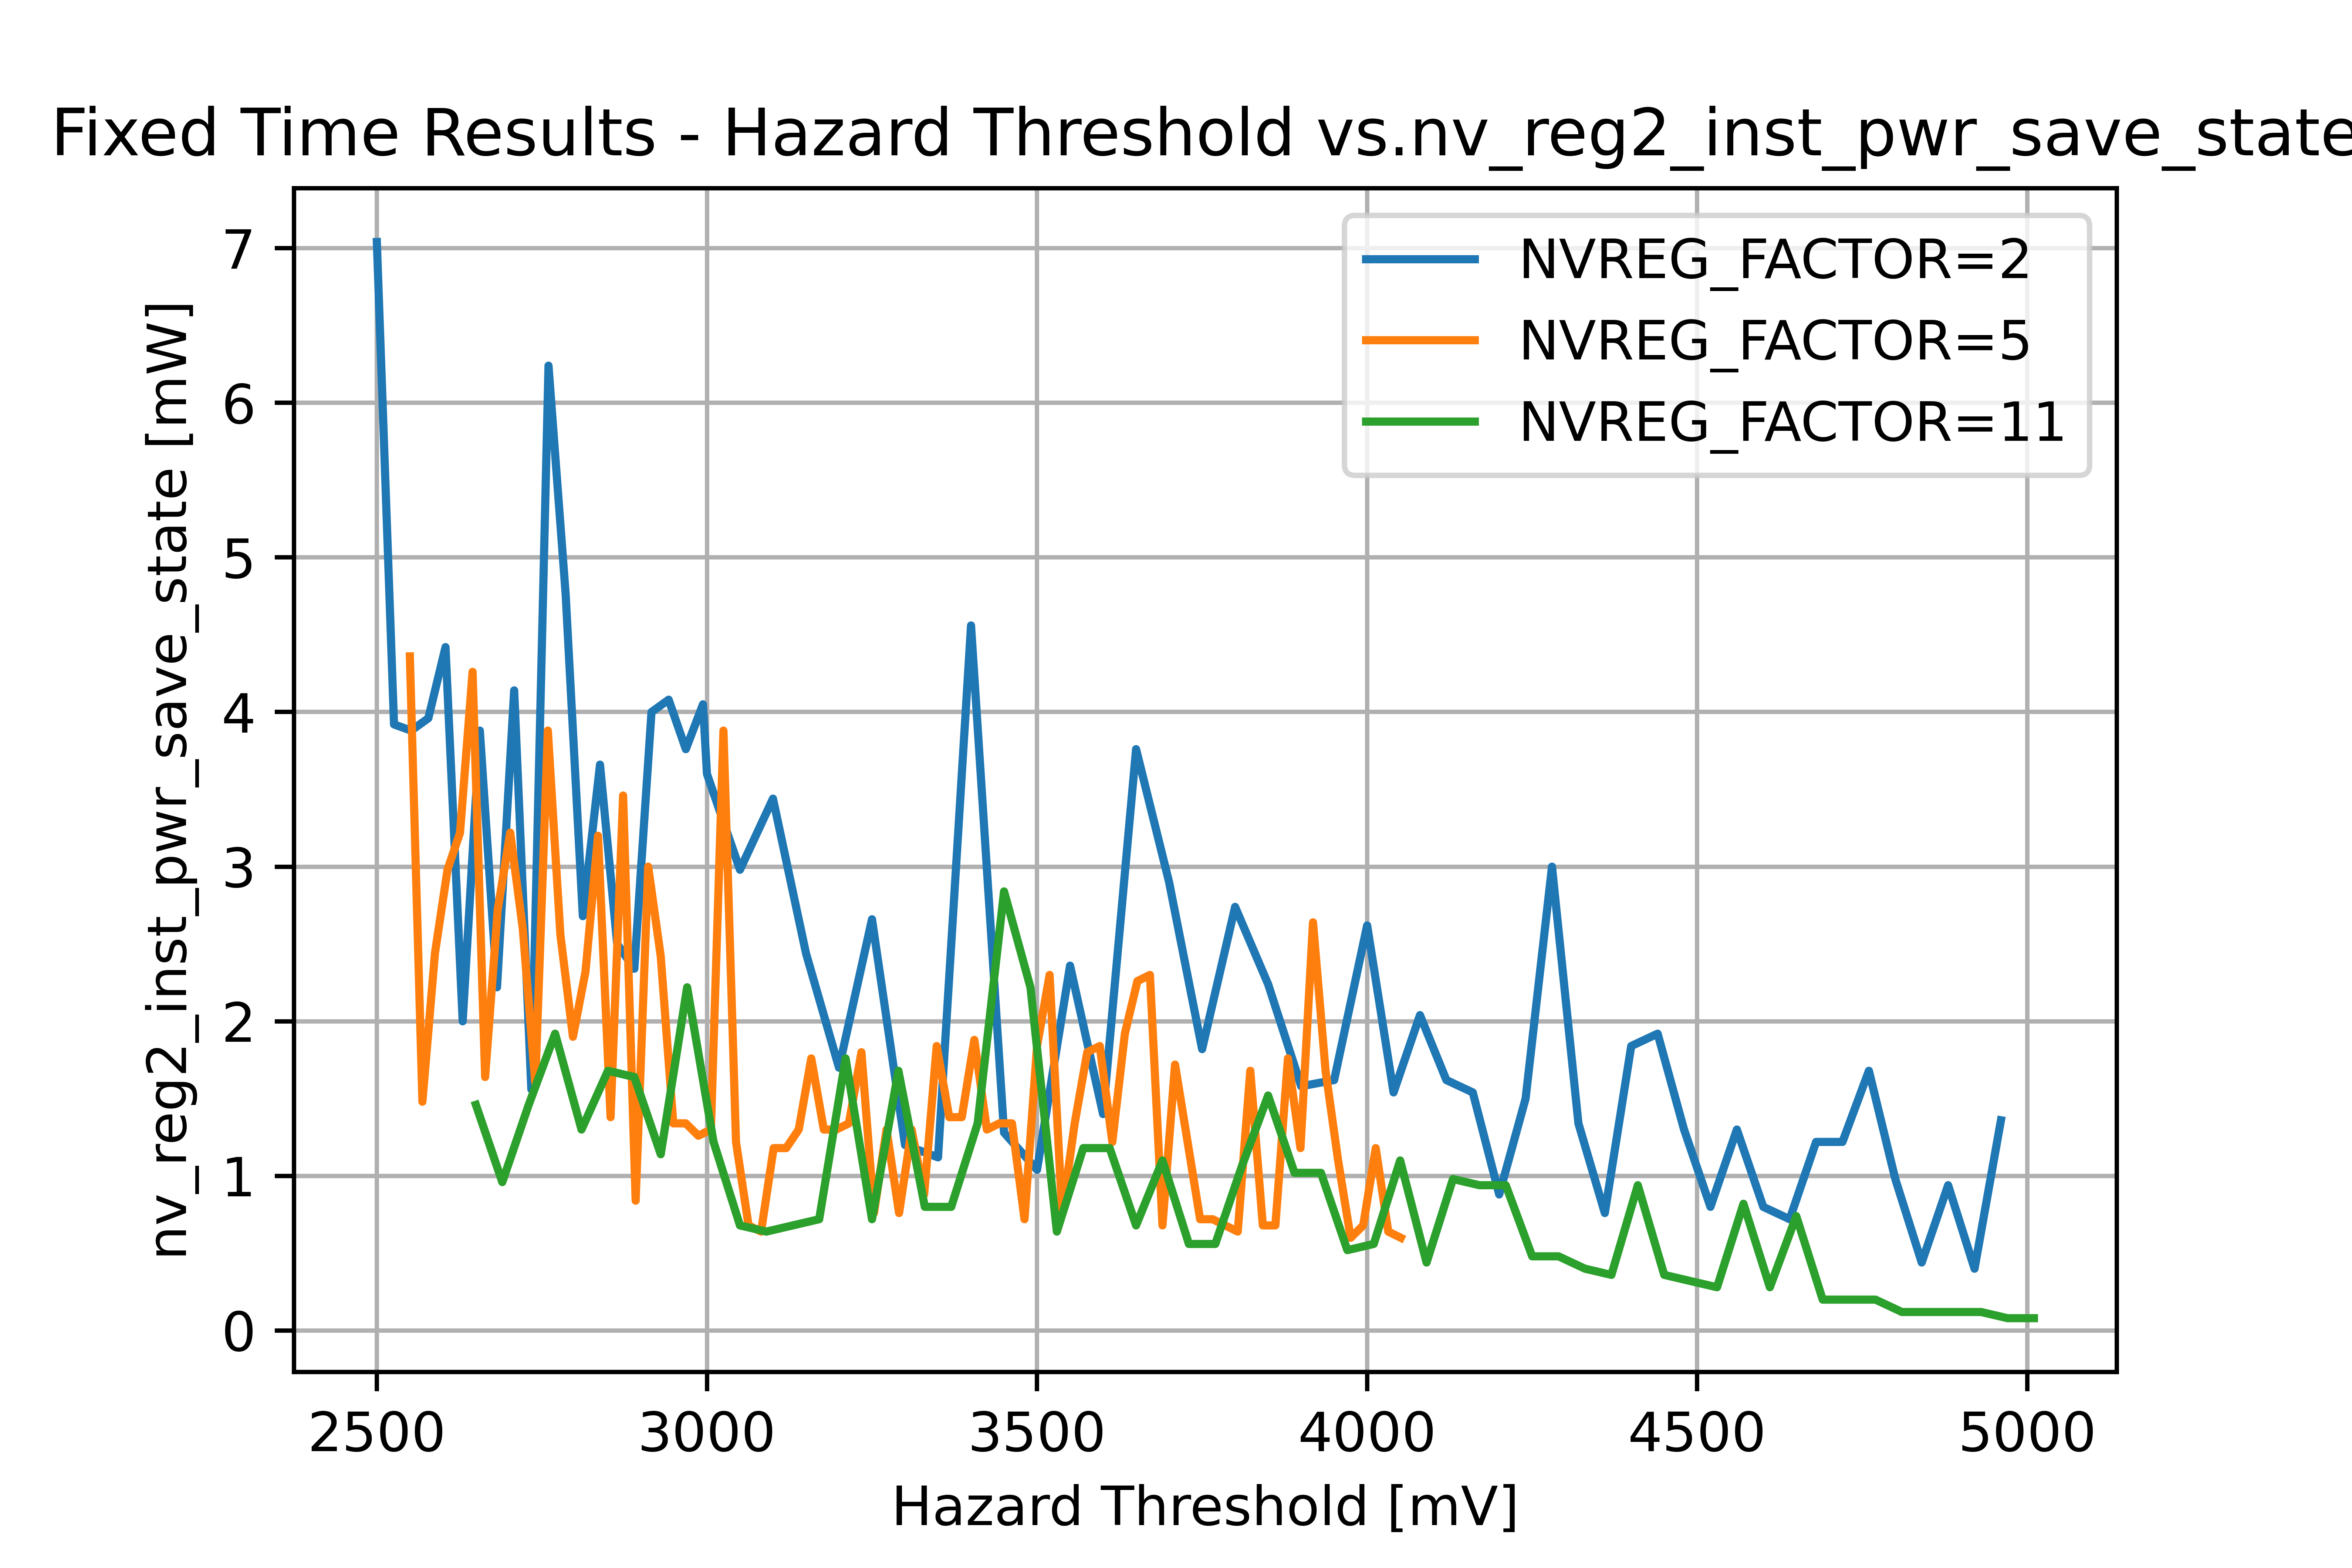 Fixed Time Results - Hazard Threshold vs.nv_reg2_inst_pwr_save_state
nv_reg2_inst_pwr_save_state [mW]
7
6
5
4
3
2
1
0
NVREG_FACTOR=2
NVREG_FACTOR=5
NVREG_FACTOR=11
2500 3000 3500 4000 4500 5000
Hazard Threshold [mV]